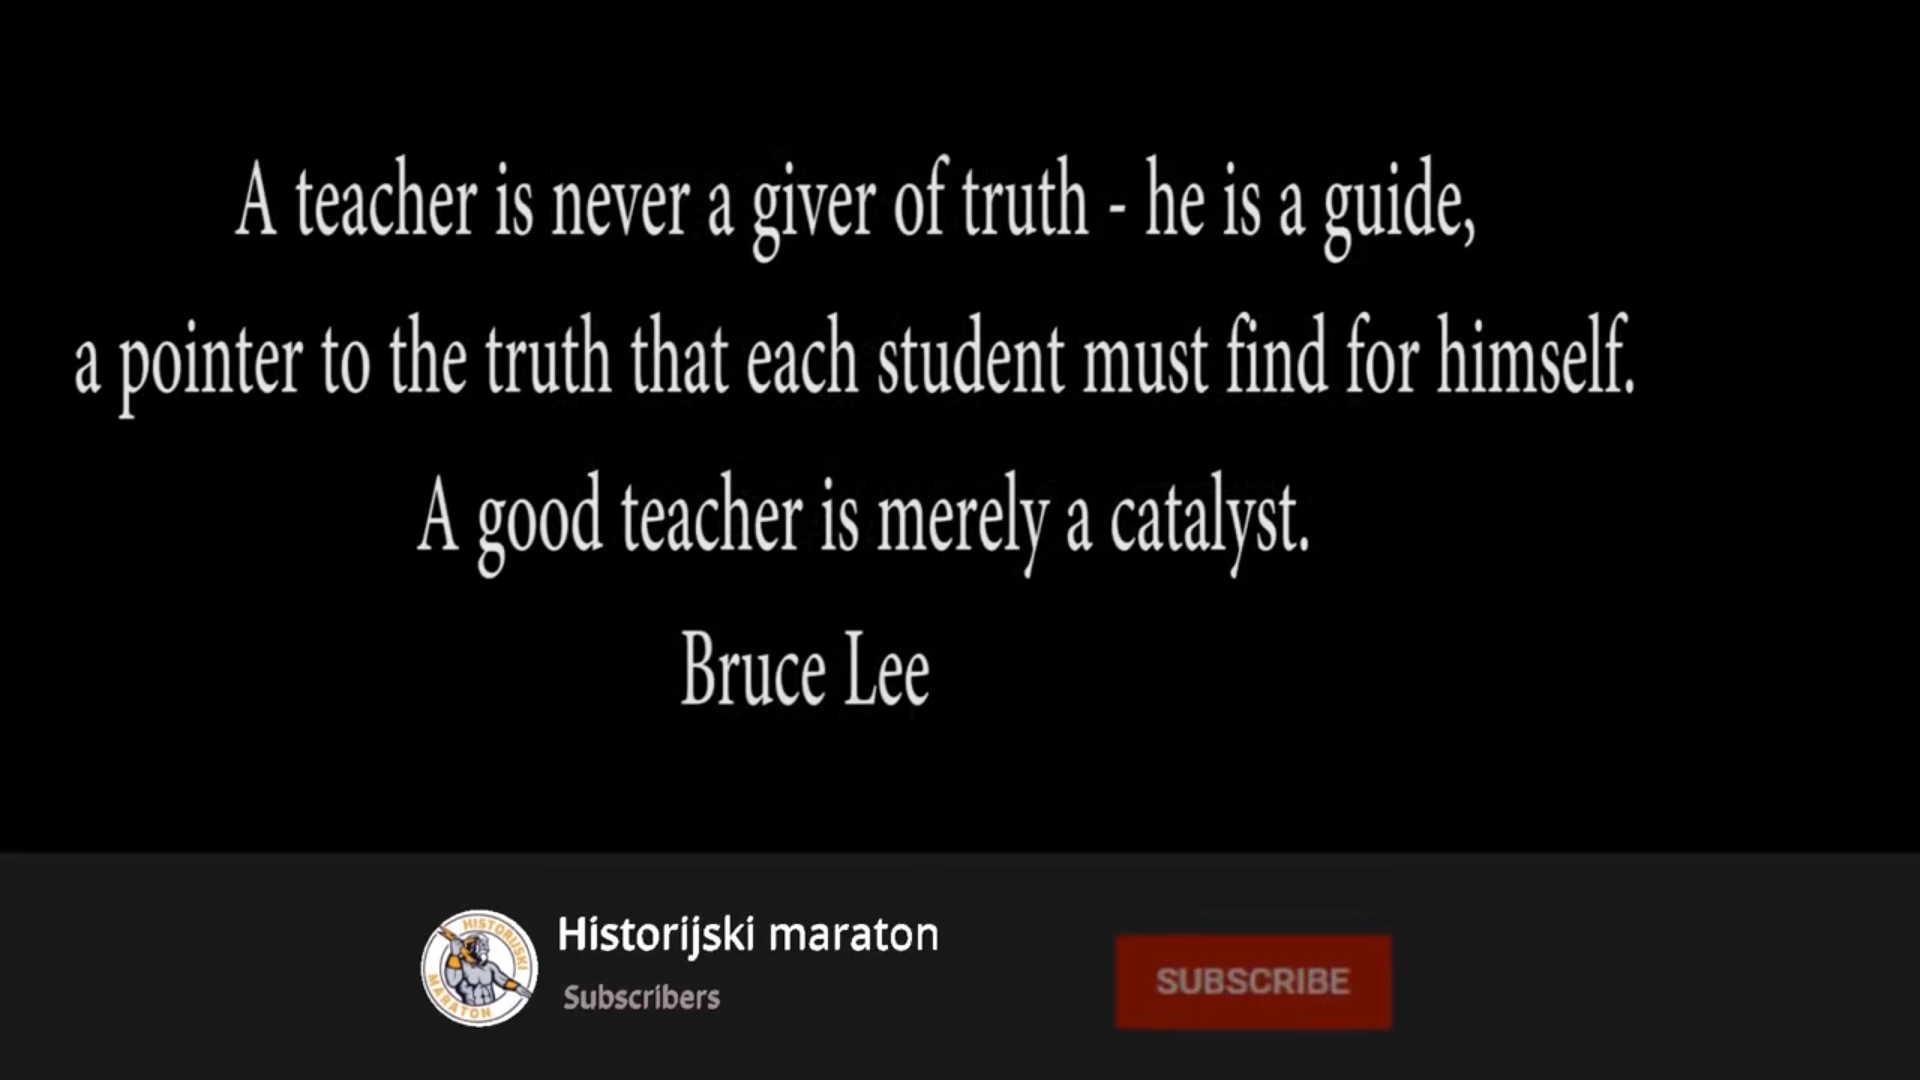 A teacher is never a giver of truth - he is a guide,
a pointer to the truth that each student must find for himself.
A good teacher is merely a catalyst.
Bruce Lee
HISTORIJSKI
MARATON
Historijski maraton
Subscribers
SUBSCRIBE